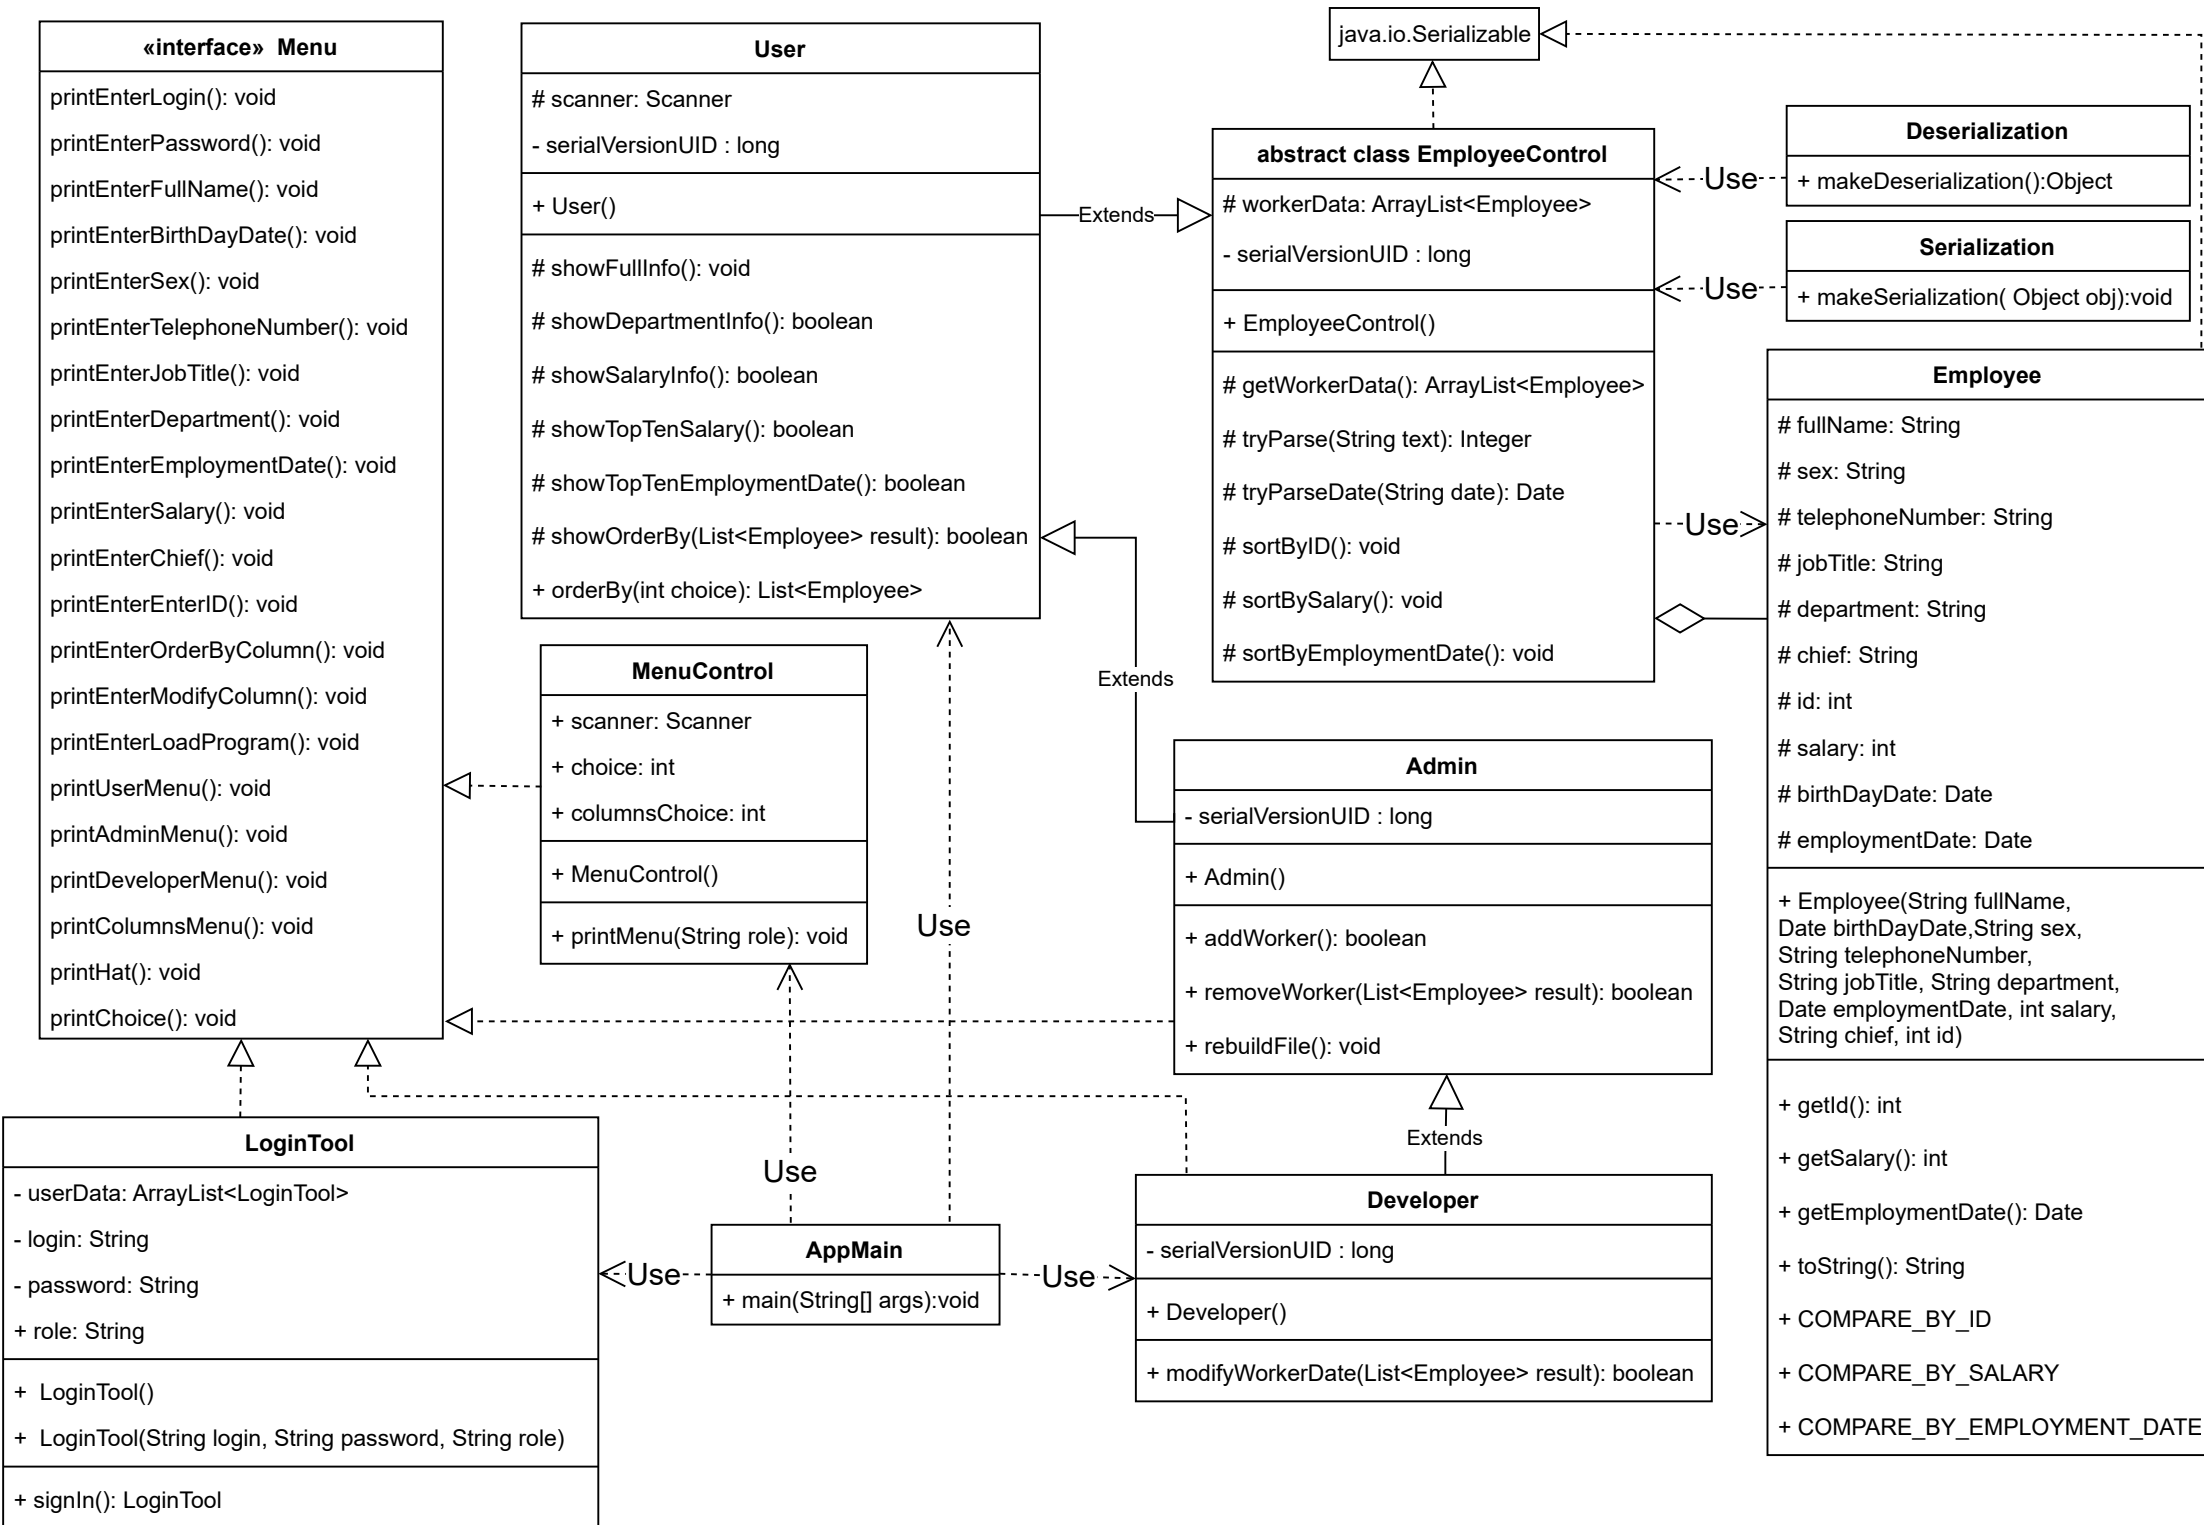 «interface» Menu
printEnterLogin(): void
printEnterPassword(): void
printEnterFullName(): void
printEnterBirthDayDate(): void
printEnterSex(): void
printEnterTelephoneNumber(): void
printEnterJobTitle(): void
printEnterDepartment(): void
printEnterEmploymentDate(): void
printEnterSalary(): void
printEnterChief(): void
printEnterEnterID(): void
printEnterOrderByColumn(): void
printEnterModifyColumn(): void
printEnterLoadProgram(): void
printUserMenu(): void
printAdminMenu(): void
printDeveloperMenu(): void
printColumnsMenu(): void
printHat(): void
printChoice(): void
User
# scanner: Scanner
- serialVersionUID : long
+ User()
# showFullInfo(): void
# showDepartmentInfo(): boolean
# showSalaryInfo(): boolean
# showTopTenSalary(): boolean
# showTopTenEmploymentDate(): boolean
# showOrderBy(List<Employee> result): boolean
+ orderBy(int choice): List<Employee>
Extends
java.io.Serializable
abstract class EmployeeControl
# workerData: ArrayList<Employee>
- serialVersionUID : long
+ EmployeeControl()
# getWorkerData(): ArrayList<Employee>
# tryParse(String text): Integer
# tryParseDate(String date): Date
# sortByID(): void
# sortBySalary(): void
# sortByEmploymentDate(): void
Use
Deserialization
+ makeDeserialization():Object
Use
Serialization
+ makeSerialization( Object obj):void
Use
Employee
# fullName: String
# sex: String
# telephoneNumber: String
# jobTitle: String
# department: String
# chief: String
# id: int
# salary: int
# birthDayDate: Date
# employmentDate: Date
+ Employee(String fullName,
Date birthDayDate,String sex,
String telephoneNumber,
String jobTitle, String department,
Date employmentDate, int salary,
String chief, int id)
+ getId(): int
+ getSalary(): int
+ getEmploymentDate(): Date
+ toString(): String
+ COMPARE_BY_ID
+ COMPARE_BY_SALARY
+ COMPARE_BY_EMPLOYMENT_DATE
MenuControl
+ scanner: Scanner
+ choice: int
+ columnsChoice: int
+ MenuControl()
+ printMenu(String role): void
Use
Use
Extends
Admin
- serialVersionUID : long
+ Admin()
+ addWorker(): boolean
+ removeWorker(List<Employee> result): boolean
+ rebuildFile(): void
Extends
LoginTool
- userData: ArrayList<LoginTool>
- login: String
- password: String
+ role: String
+ LoginTool()
+ LoginTool(String login, String password, String role)
+ signIn(): LoginTool
Use
AppMain
+ main(String[] args):void
Use
Developer
- serialVersionUID : long
+ Developer()
+ modifyWorkerDate(List<Employee> result): boolean